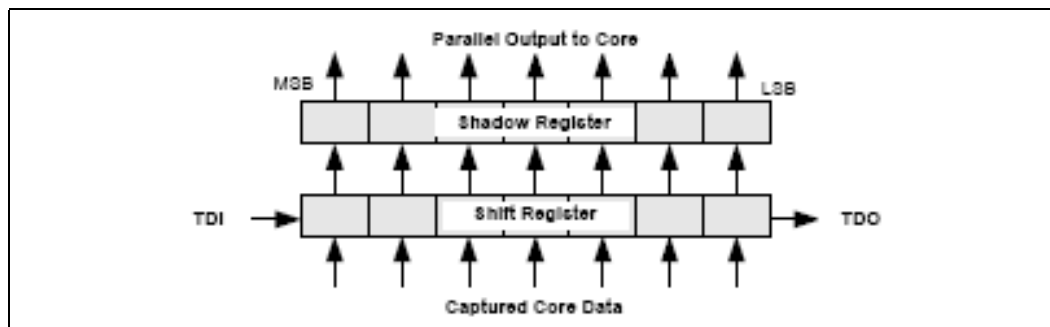 Parallel Output to Core
MSB
LSB
Shadow Register
TDI
Shift Register
TDO
Captured Core Data